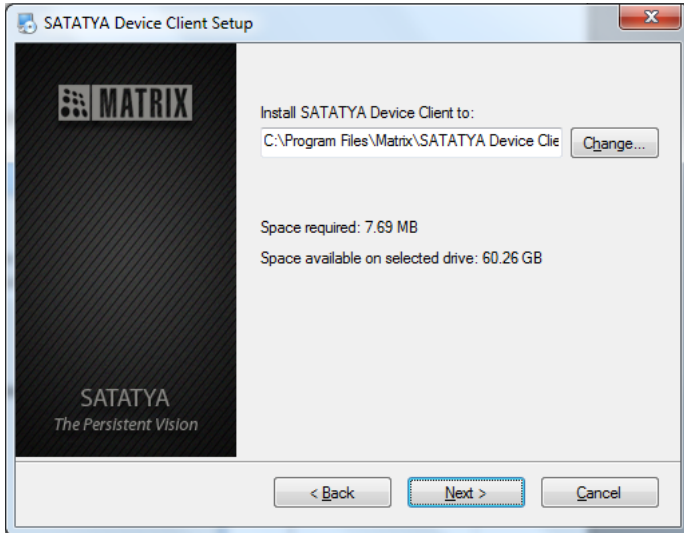 SATATYA Device Client Setup
MATRIX
Install SATATYA Device Client to:
C:\Program Files\Matrix\SATATYA Device Clie
Change...
Space required: 7.69 MB
Space available on selected drive: 60.26 GB
SATATYA
The Persistent Vision
< Back
Next >
Cancel